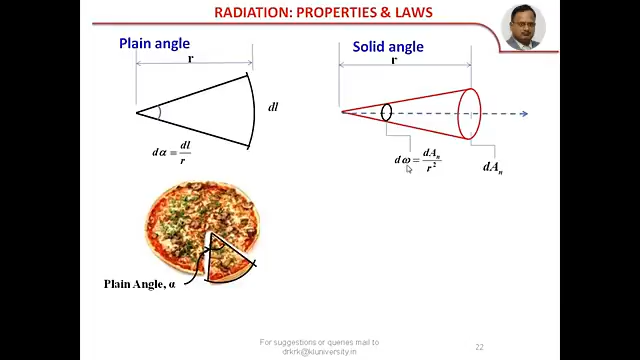 RADIATION: PROPERTIES & LAWS
Plain angle
r
dl
dα = dl/r
Solid angle
r
dω = dAₙ/r²
dAₙ
Plain Angle, α
For suggestions or queries mail to
drkrk@kluniversity.in
22